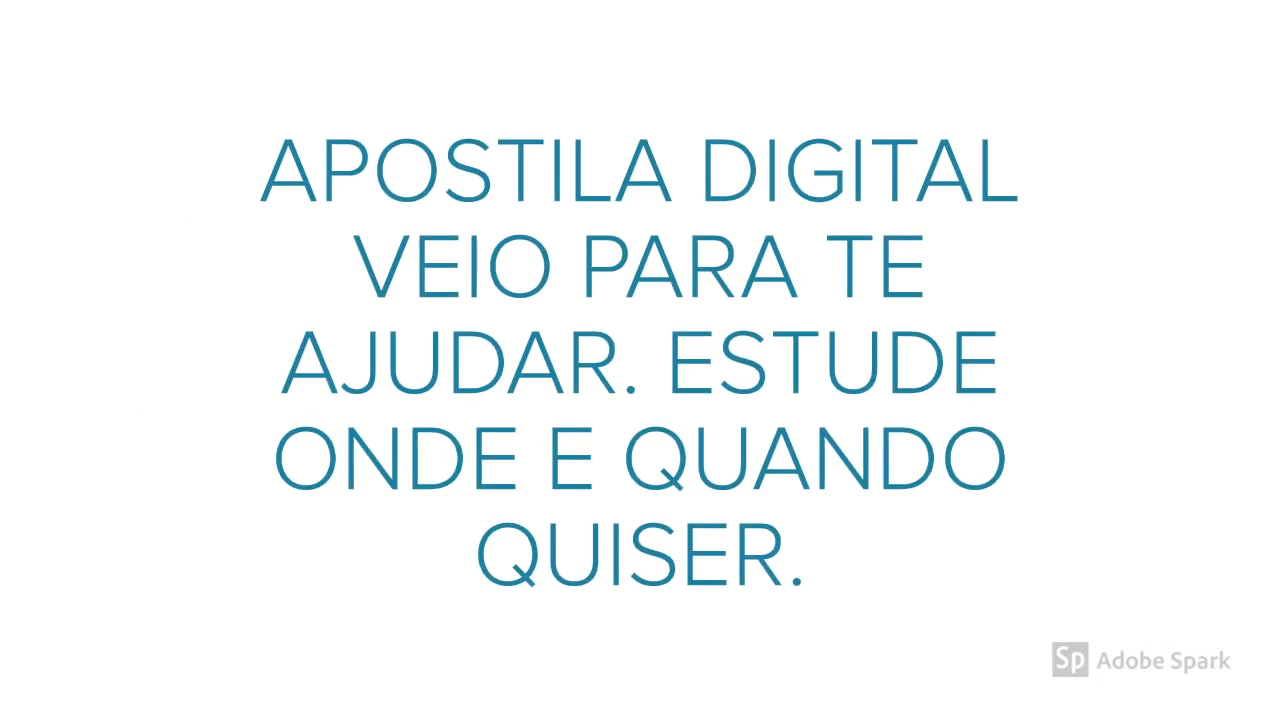 APOSTILA DIGITAL
VEIO PARA TE
AJUDAR. ESTUDE
ONDE E QUANDO
QUISER.
Sp Adobe Spark